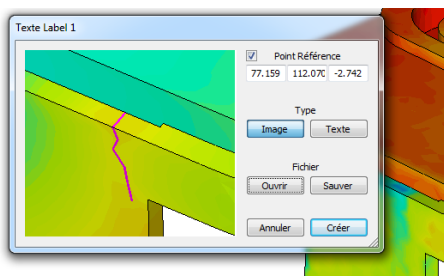 Texte Label 1
Point Référence
77.159 112.070 -2.742
Type
Image Texte
Fichier
Ouvrir Sauver
Annuler Créer